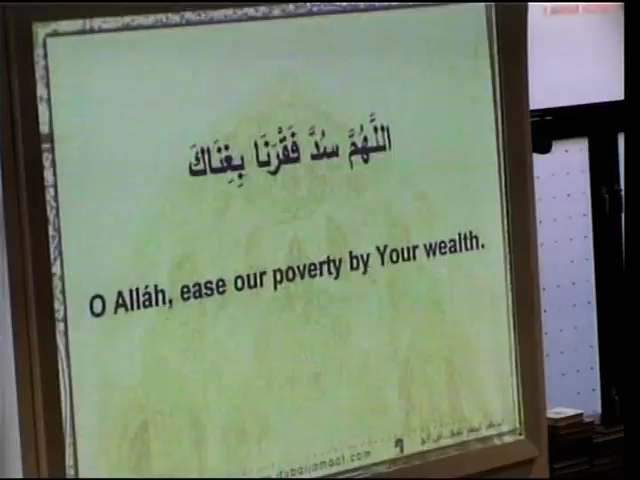 اللَّهُمَّ سُدَّ فَقْرَنَا بِغِنَاكَ
O Alláh, ease our poverty by Your wealth.